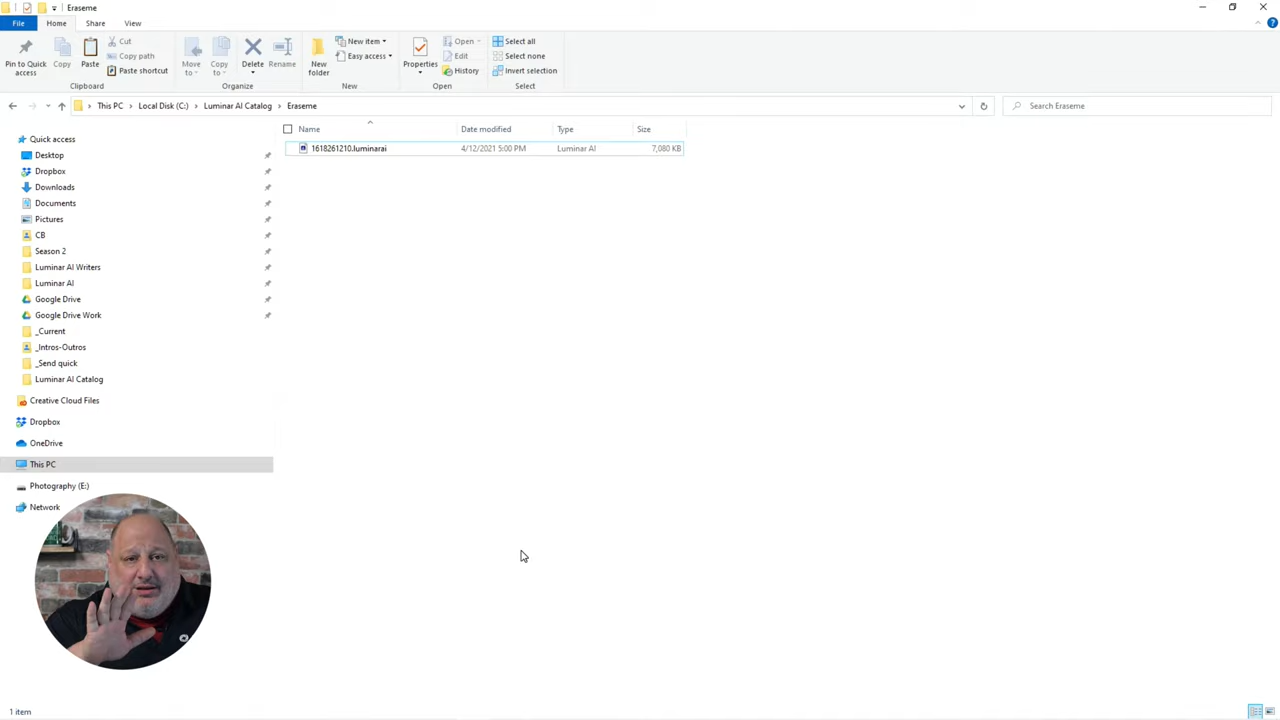 Eraseme
File
Home
Share
View
Pin to Quick
access
Copy
Paste
Cut
Copy path
Paste shortcut
Clipboard
Move
to
Copy
to
Delete
Rename
Organize
New
folder
New item
Easy access
New
Properties
Open
Edit
History
Open
Select all
Select none
Invert selection
Select
This PC
Local Disk (C:)
Luminar AI Catalog
Eraseme
Search Eraseme
Name
Date modified
Type
Size
1618261210.luminarai
4/12/2021 5:00 PM
Luminar AI
7,080 KB
Quick access
Desktop
Dropbox
Downloads
Documents
Pictures
CB
Season 2
Luminar AI Writers
Luminar AI
Google Drive
Google Drive Work
_Current
_Intros-Outros
_Send quick
Luminar AI Catalog
Creative Cloud Files
Dropbox
OneDrive
This PC
Photography (E:)
Network
1 item